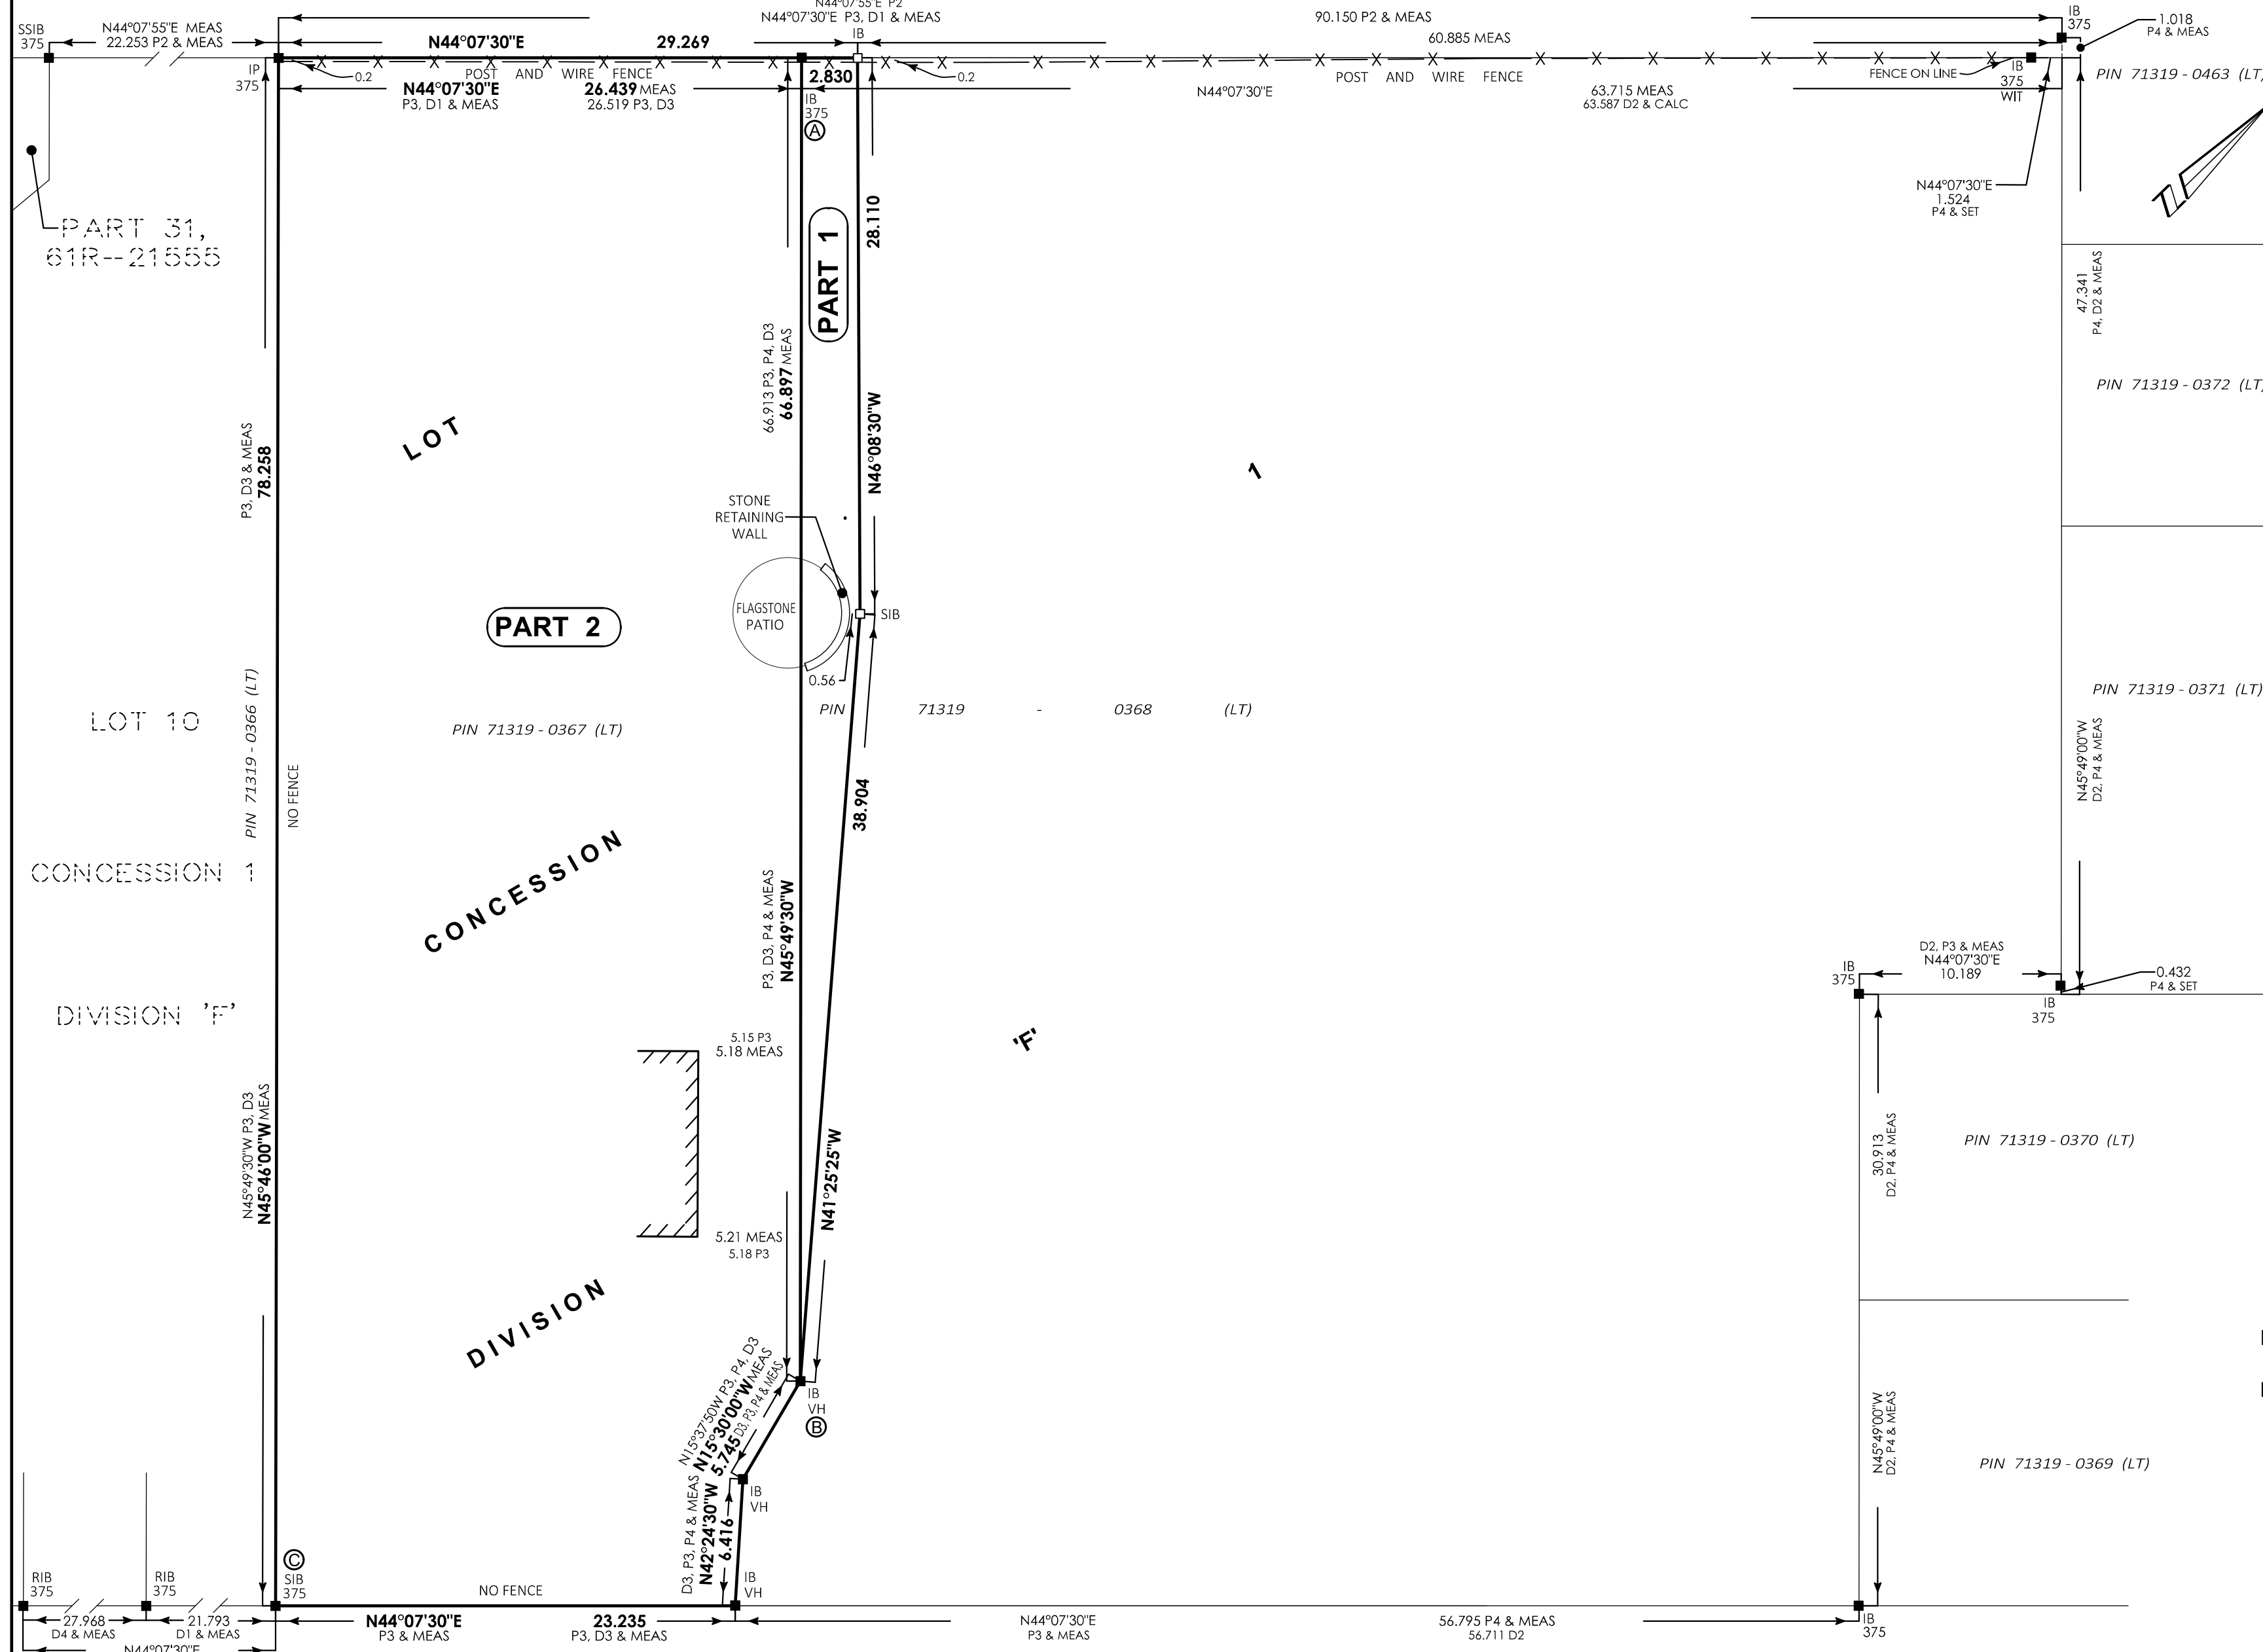 N44°07'55"E P2
N44°07'30"E P3, D1 & MEAS
90.150 P2 & MEAS
SSIB
375
N44°07'55"E MEAS
22.253 P2 & MEAS
N44°07'30"E
29.269
IB
60.885 MEAS
IB
375
1.018
P4 & MEAS
IP
375
0.2
POST AND WIRE FENCE
2.830
0.2
POST AND WIRE FENCE
FENCE ON LINE
IB
375
WIT
PIN 71319 - 0463 (LT)
N44°07'30"E
P3, D1 & MEAS
26.439 MEAS
26.519 P3, D3
IB
375
A
N44°07'30"E
63.715 MEAS
63.587 D2 & CALC
N44°07'30"E
1.524
P4 & SET
PART 31,
61R--21555
PART 1
28.110
66.913 P3, P4, D3
66.897 MEAS
N46°08'30"W
47.341
P4, D2 & MEAS
PIN 71319 - 0372 (LT)
P3, D3 & MEAS
78.258
LOT
1
STONE
RETAINING
WALL
FLAGSTONE
PATIO
SIB
0.56
PART 2
PIN 71319 - 0367 (LT)
PIN 71319 - 0368 (LT)
PIN 71319 - 0371 (LT)
N45°49'00"W
D2, P4 & MEAS
LOT 10
PIN 71319 - 0366 (LT)
NO FENCE
38.904
CONCESSION 1
CONCESSION
P3, D3, P4 & MEAS
N45°49'30"W
DIVISION 'F'
'F'
D2, P3 & MEAS
N44°07'30"E
10.189
IB
375
0.432
P4 & SET
IB
375
5.15 P3
5.18 MEAS
N45°49'30"W P3, D3
N45°46'00"W MEAS
N41°25'25"W
30.913
D2, P4 & MEAS
PIN 71319 - 0370 (LT)
5.21 MEAS
5.18 P3
DIVISION
N15°37'50W P3, P4, D3
N15°30'00"W MEAS
5.745 D3, P3, P4 & MEAS
IB
VH
B
N45°49'00"W
D2, P4 & MEAS
PIN 71319 - 0369 (LT)
D3, P3, P4 & MEAS
N42°24'30"W
6.416
IB
VH
RIB
375
RIB
375
C
SIB
375
NO FENCE
IB
VH
27.968
D4 & MEAS
21.793
D1 & MEAS
N44°07'30"E
N44°07'30"E
P3 & MEAS
23.235
P3, D3 & MEAS
N44°07'30"E
P3 & MEAS
56.795 P4 & MEAS
56.711 D2
IB
375